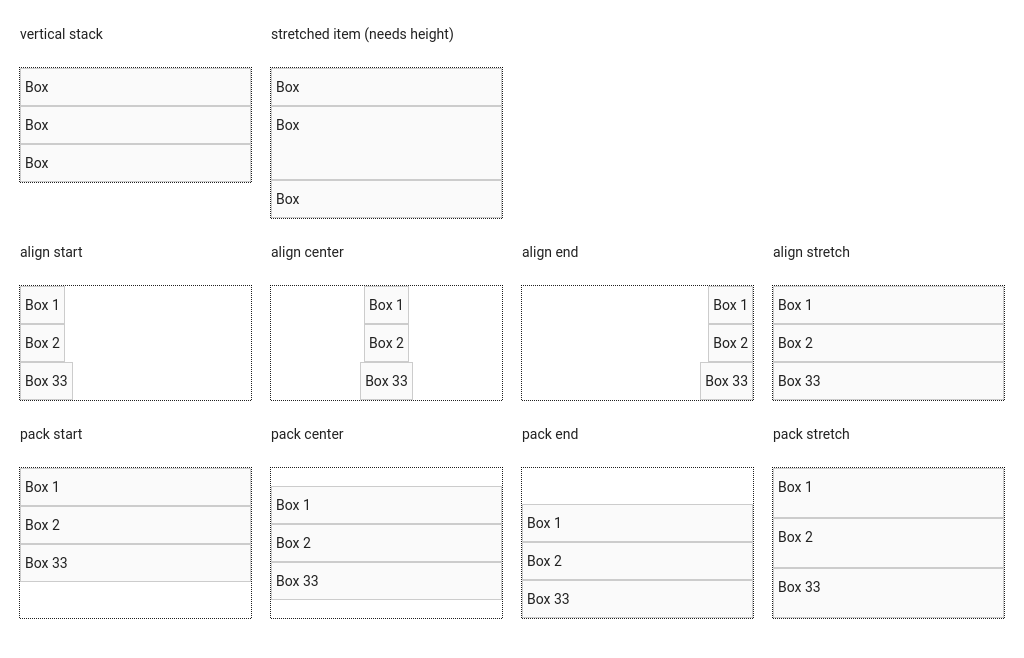 vertical stack
Box
Box
Box
stretched item (needs height)
Box
Box
Box
align start
Box 1
Box 2
Box 33
align center
Box 1
Box 2
Box 33
align end
Box 1
Box 2
Box 33
align stretch
Box 1
Box 2
Box 33
pack start
Box 1
Box 2
Box 33
pack center
Box 1
Box 2
Box 33
pack end
Box 1
Box 2
Box 33
pack stretch
Box 1
Box 2
Box 33